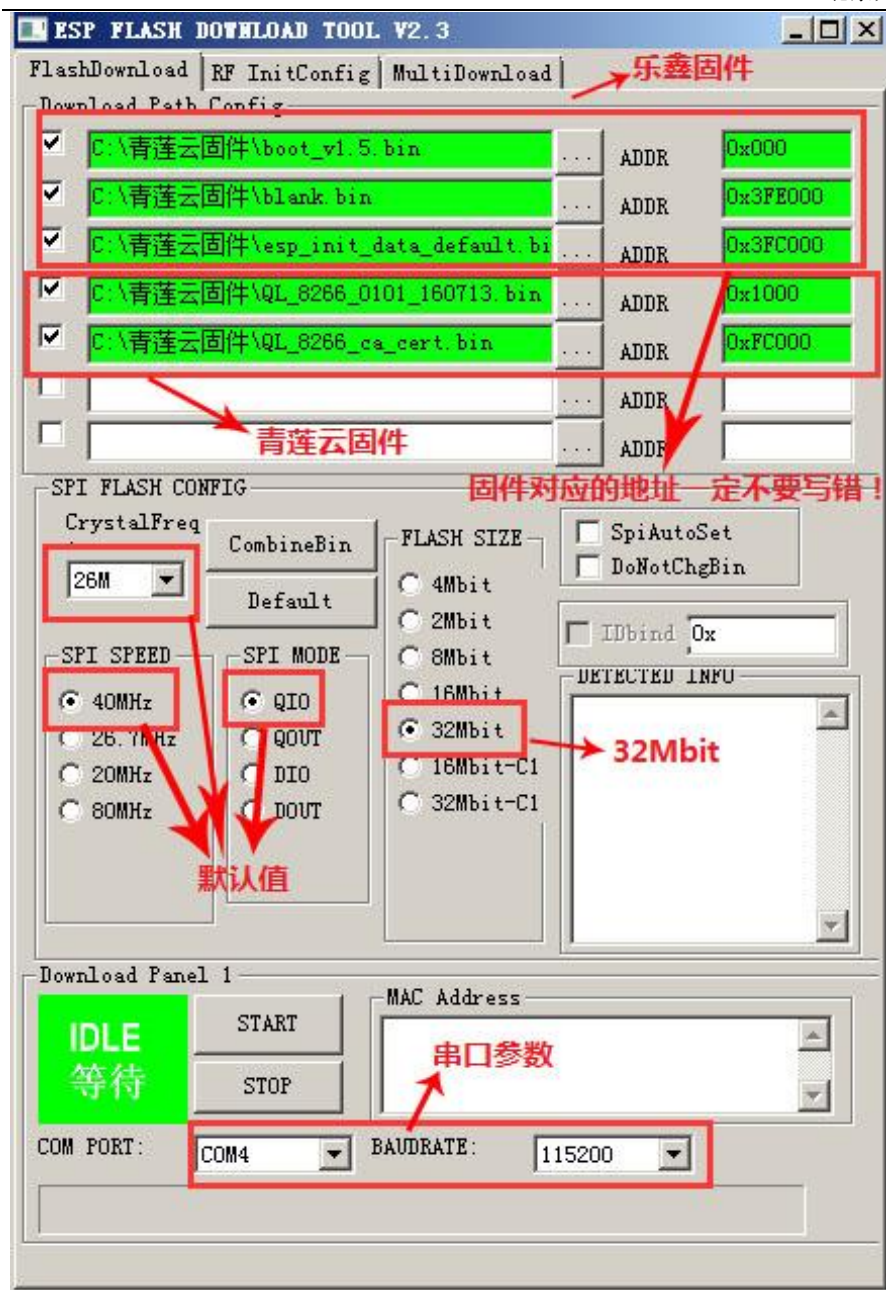 ESP FLASH DOWNLOAD TOOL V2.3
FlashDownload RF InitConfig MultiDownload
乐鑫固件
Download Path Config
C:\青莲云固件\boot_v1.5.bin ... ADDR 0x000
C:\青莲云固件\blank.bin ... ADDR 0x3FE000
C:\青莲云固件\esp_init_data_default.bi ... ADDR 0x3FC000
C:\青莲云固件\QL_8266_0101_160713.bin ... ADDR 0x1000
C:\青莲云固件\QL_8266_ca_cert.bin ... ADDR 0xFC000
... ADDR
青莲云固件
... ADDR
固件对应的地址一定不要写错！
SPI FLASH CONFIG
CrystalFreq
26M
CombineBin
Default
SPI SPEED
40MHz
26.7MHz
20MHz
80MHz
SPI MODE
QIO
QOUT
DIO
DOUT
默认值
FLASH SIZE
4Mbit
2Mbit
8Mbit
16Mbit
32Mbit
16Mbit-C1
32Mbit-C1
SpiAutoSet
DoNotChgBin
IDbind 0x
DETECTED INFO
32Mbit
Download Panel 1
IDLE
等待
START
STOP
MAC Address
串口参数
COM PORT: COM4 BAUDRATE: 115200